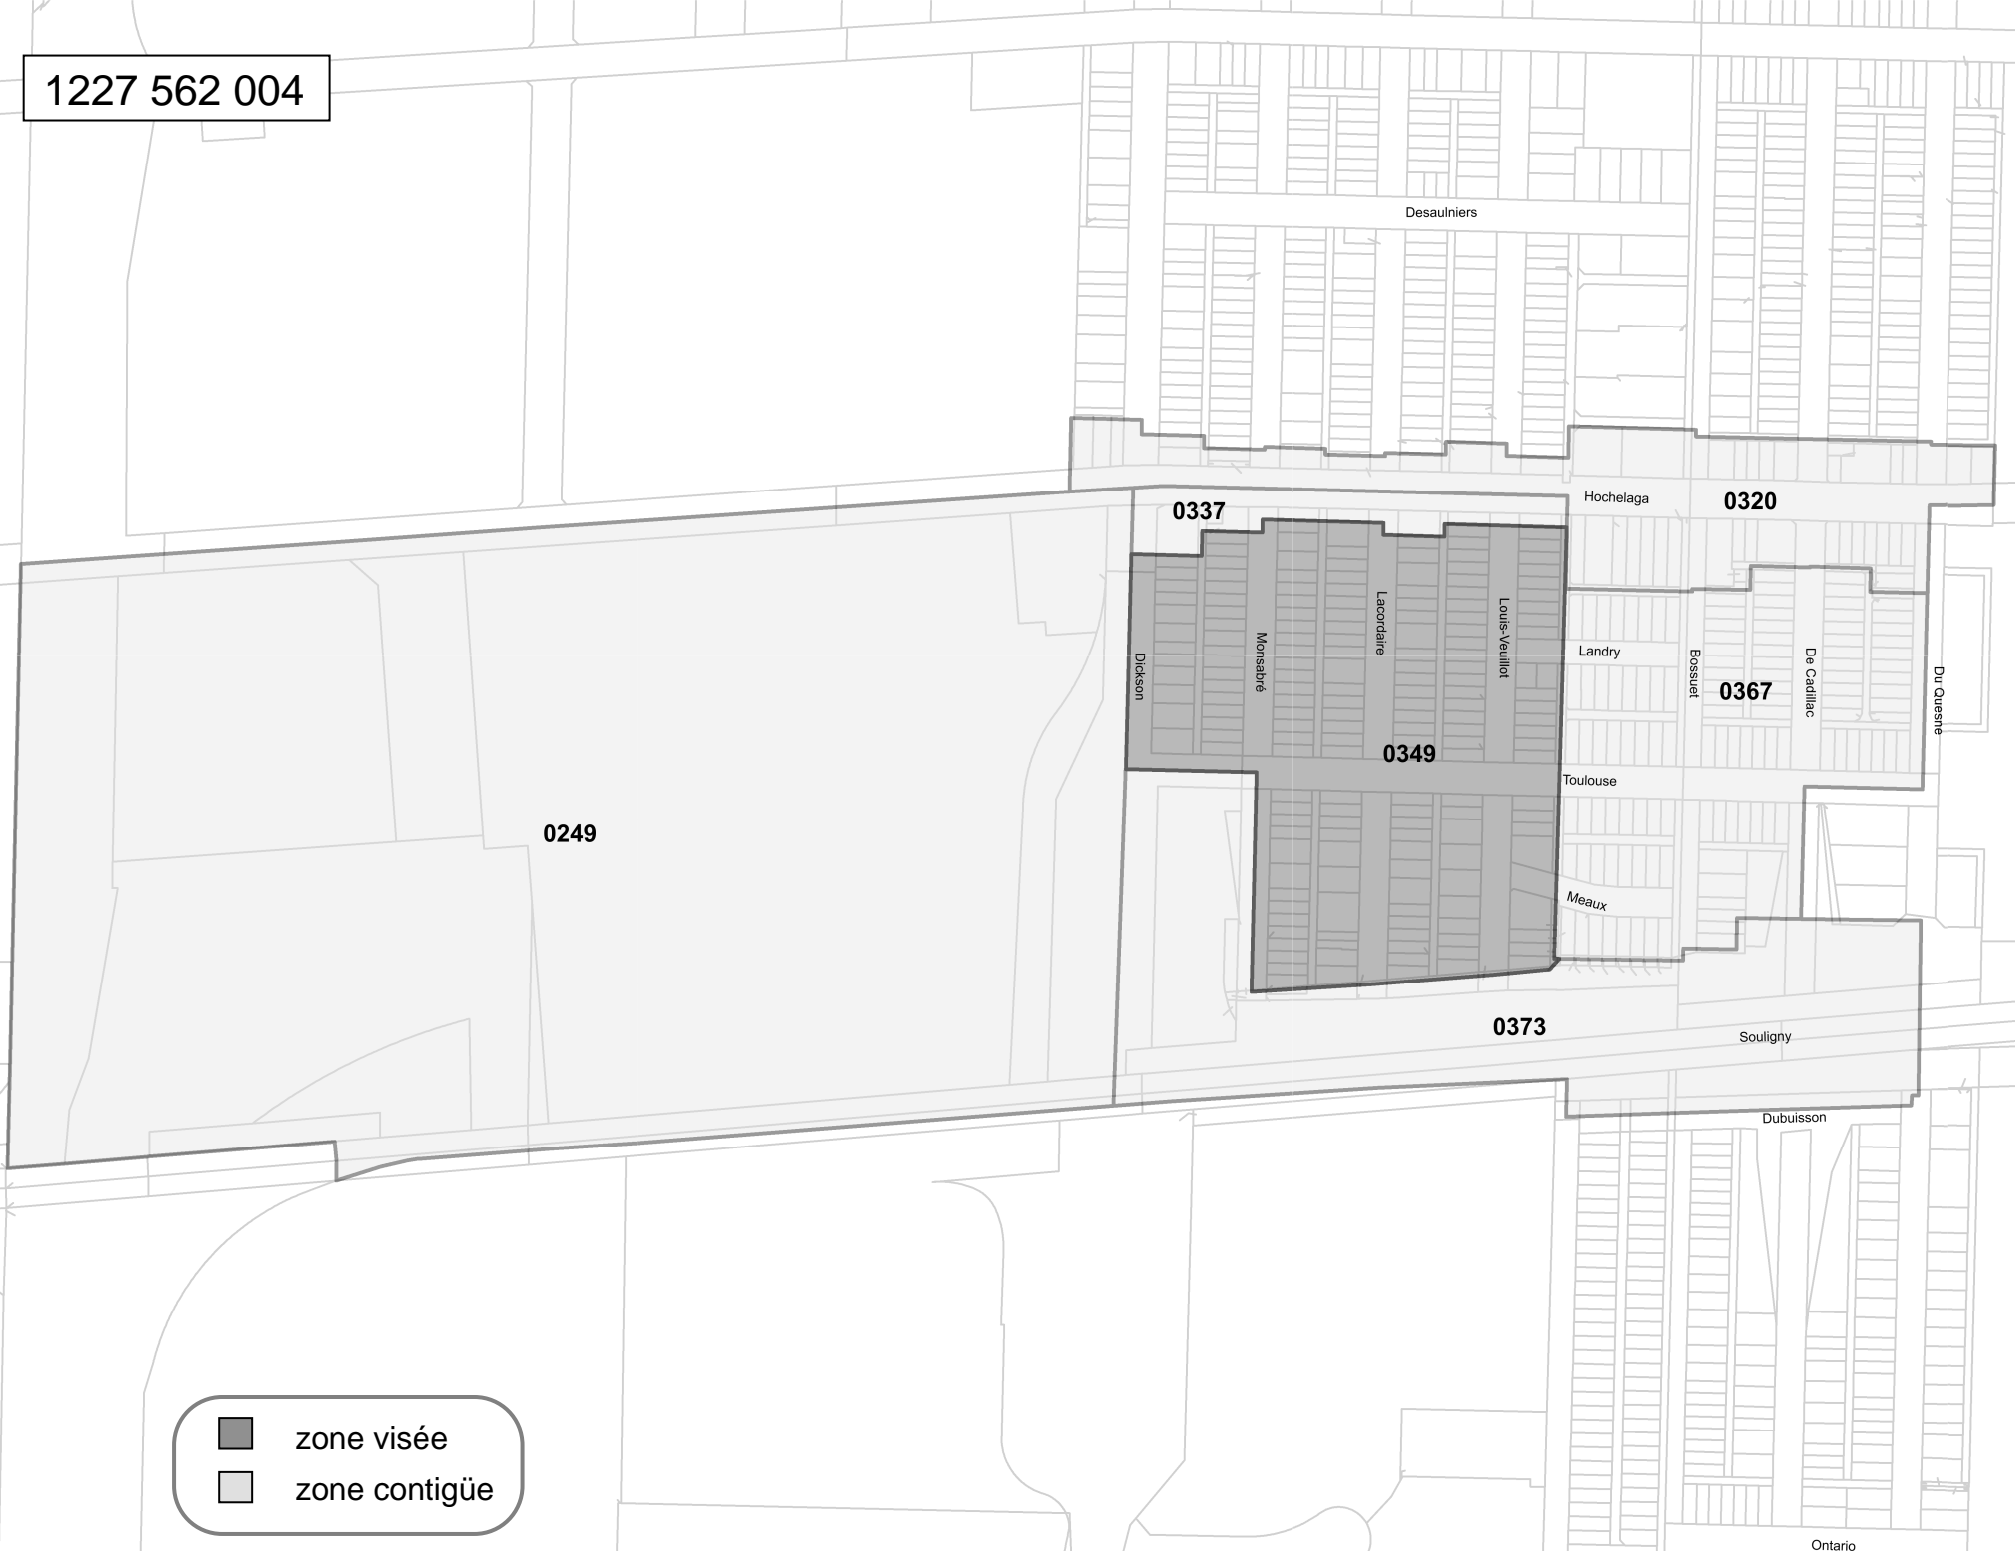 1227 562 004
Desaulniers
Hochelaga
0320
0337
Dickson
Monsabré
Lacordaire
Louis-Veuillot
Landry
Bossuet
0367
De Cadillac
Du Quesne
0349
Toulouse
0249
Meaux
0373
Souligny
Dubuisson
zone visée
zone contigüe
Ontario